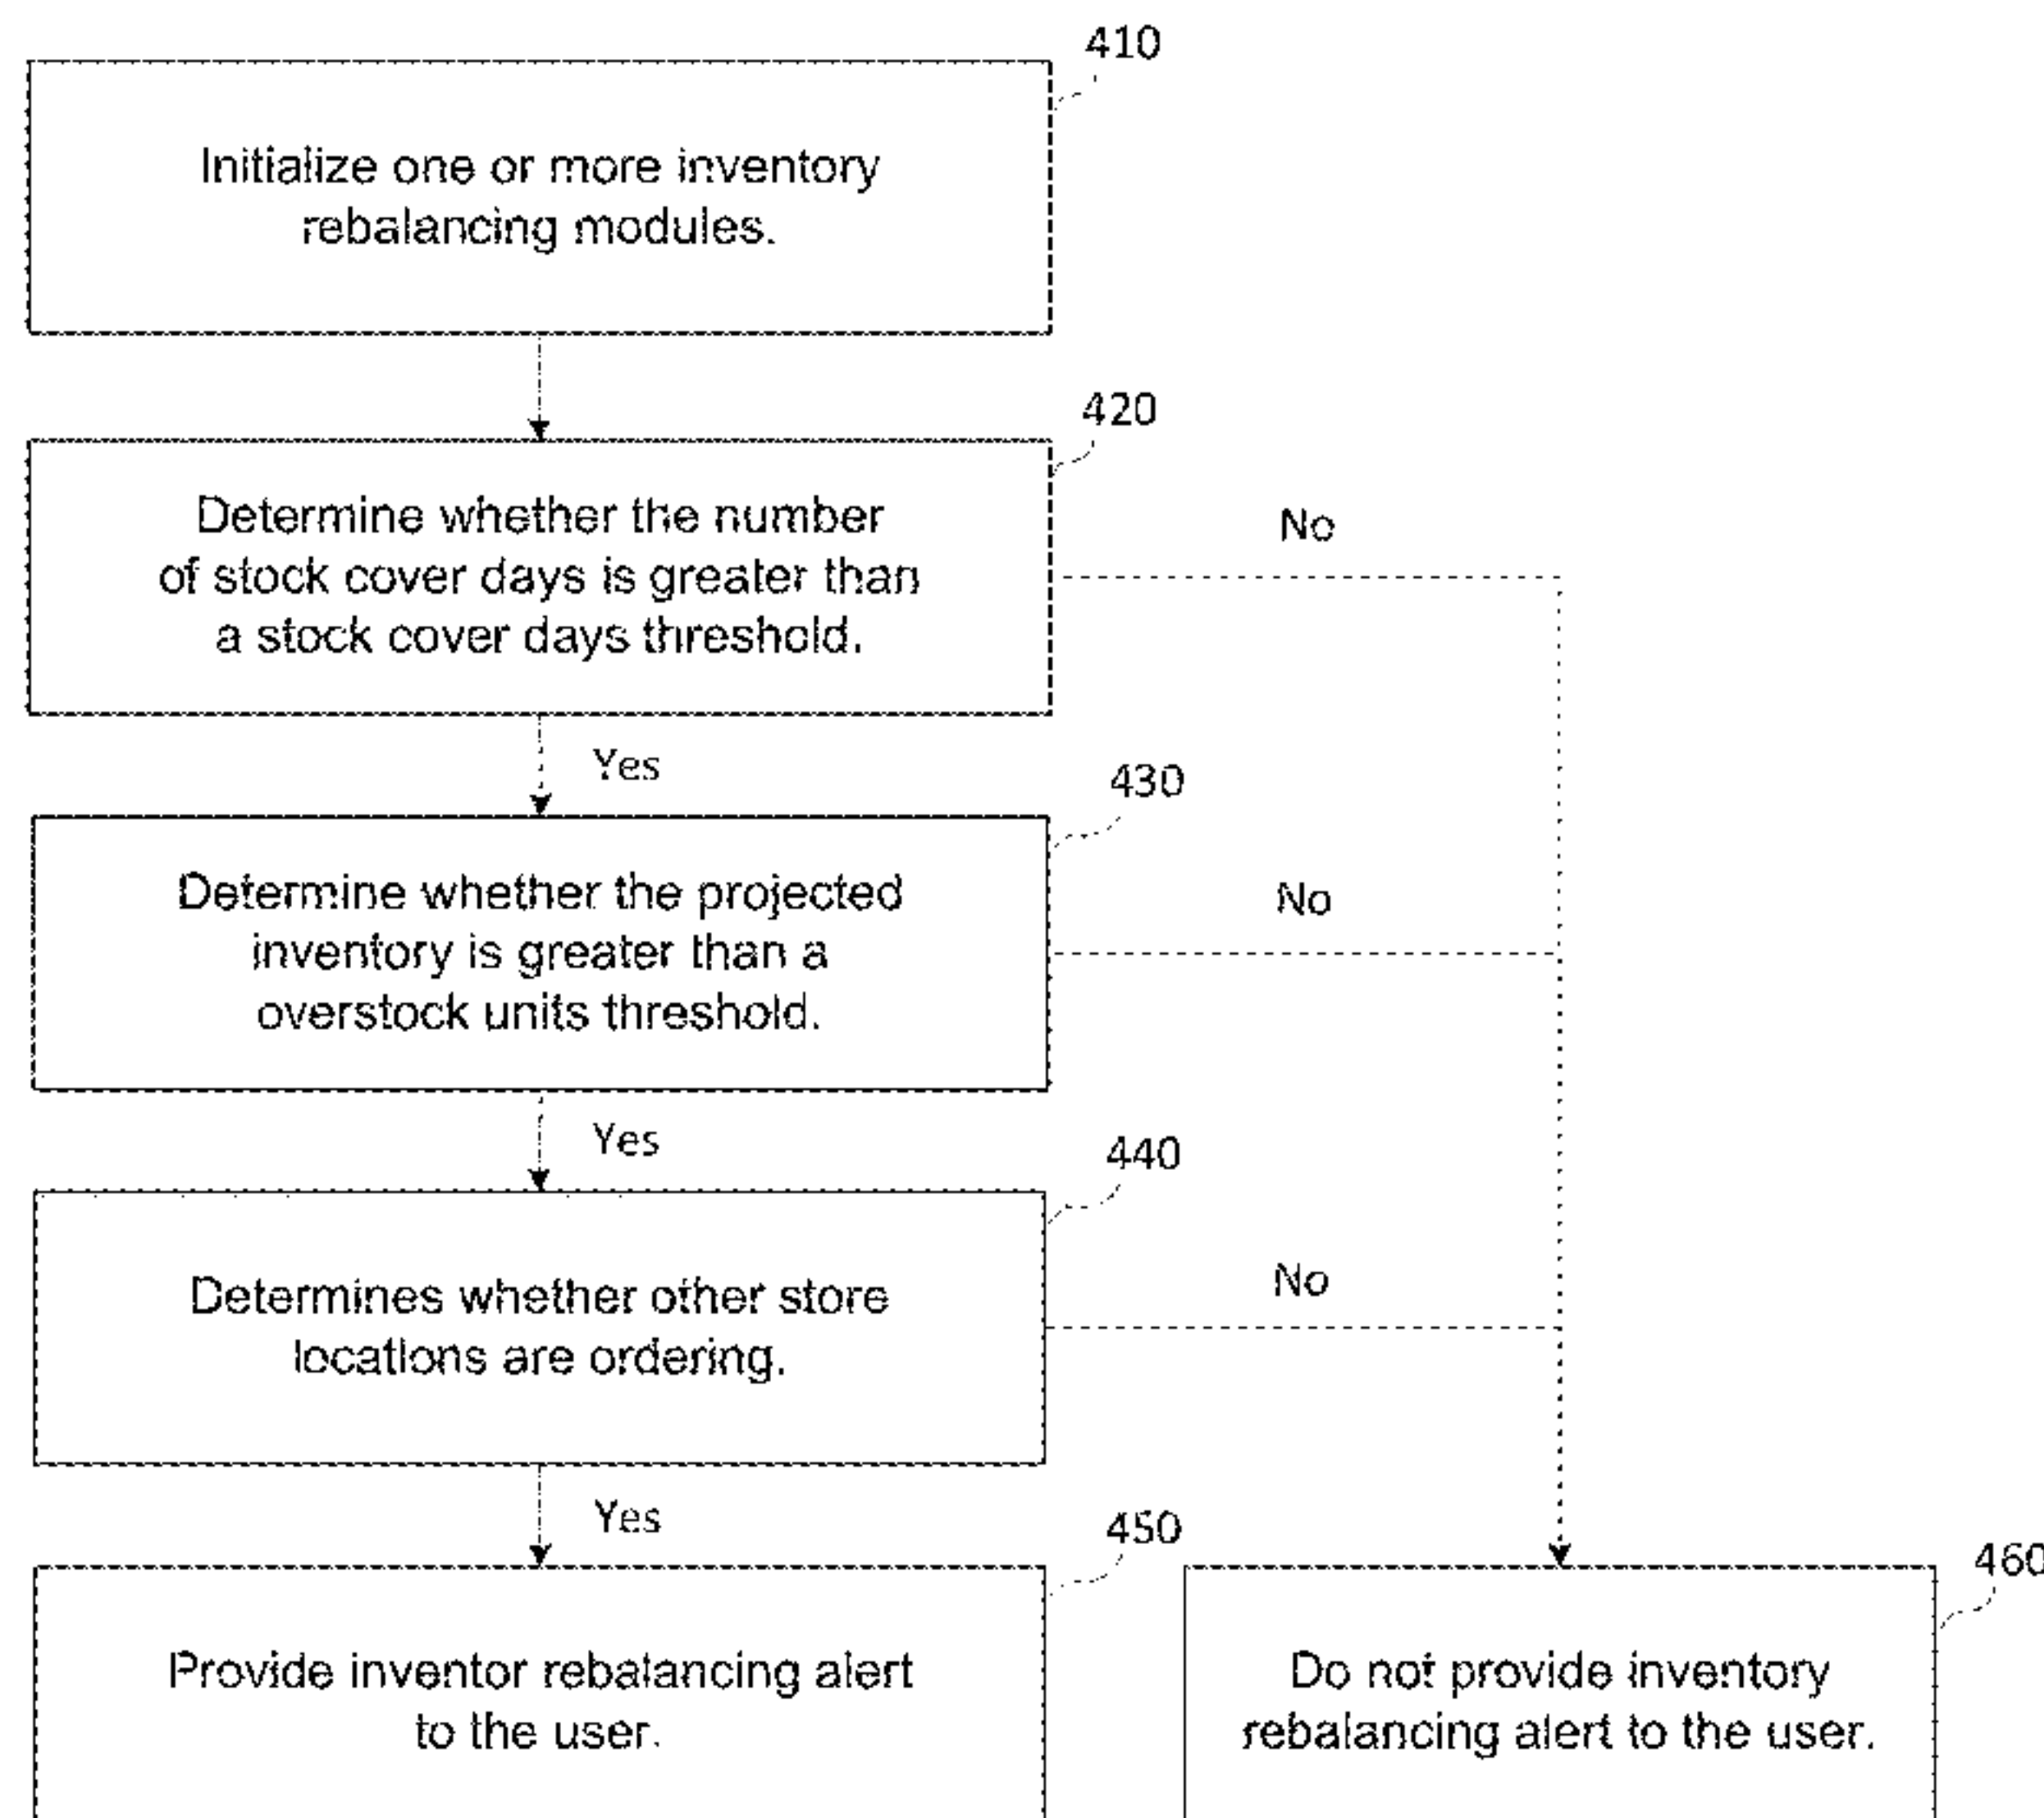 410
Initialize one or more inventory
rebalancing modules.
420
Determine whether the number
of stock cover days is greater than
a stock cover days threshold.
No
Yes
430
Determine whether the projected
inventory is greater than a
overstock units threshold.
No
Yes
440
Determines whether other store
locations are ordering.
No
Yes
450
Provide inventor rebalancing alert
to the user.
460
Do not provide inventory
rebalancing alert to the user.